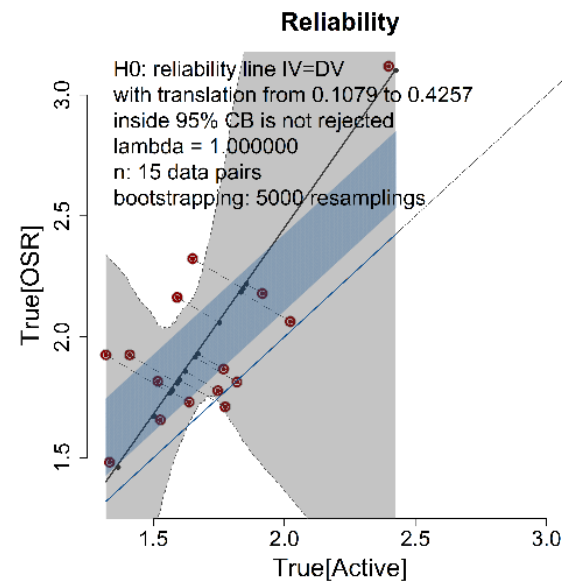 Reliability
H0: reliability line IV=DV
with translation from 0.1079 to 0.4257
inside 95% CB is not rejected
lambda = 1.000000
n: 15 data pairs
bootstrapping: 5000 resamplings
True[OSR]
3.0
2.5
2.0
1.5
1.5
2.0
2.5
3.0
True[Active]